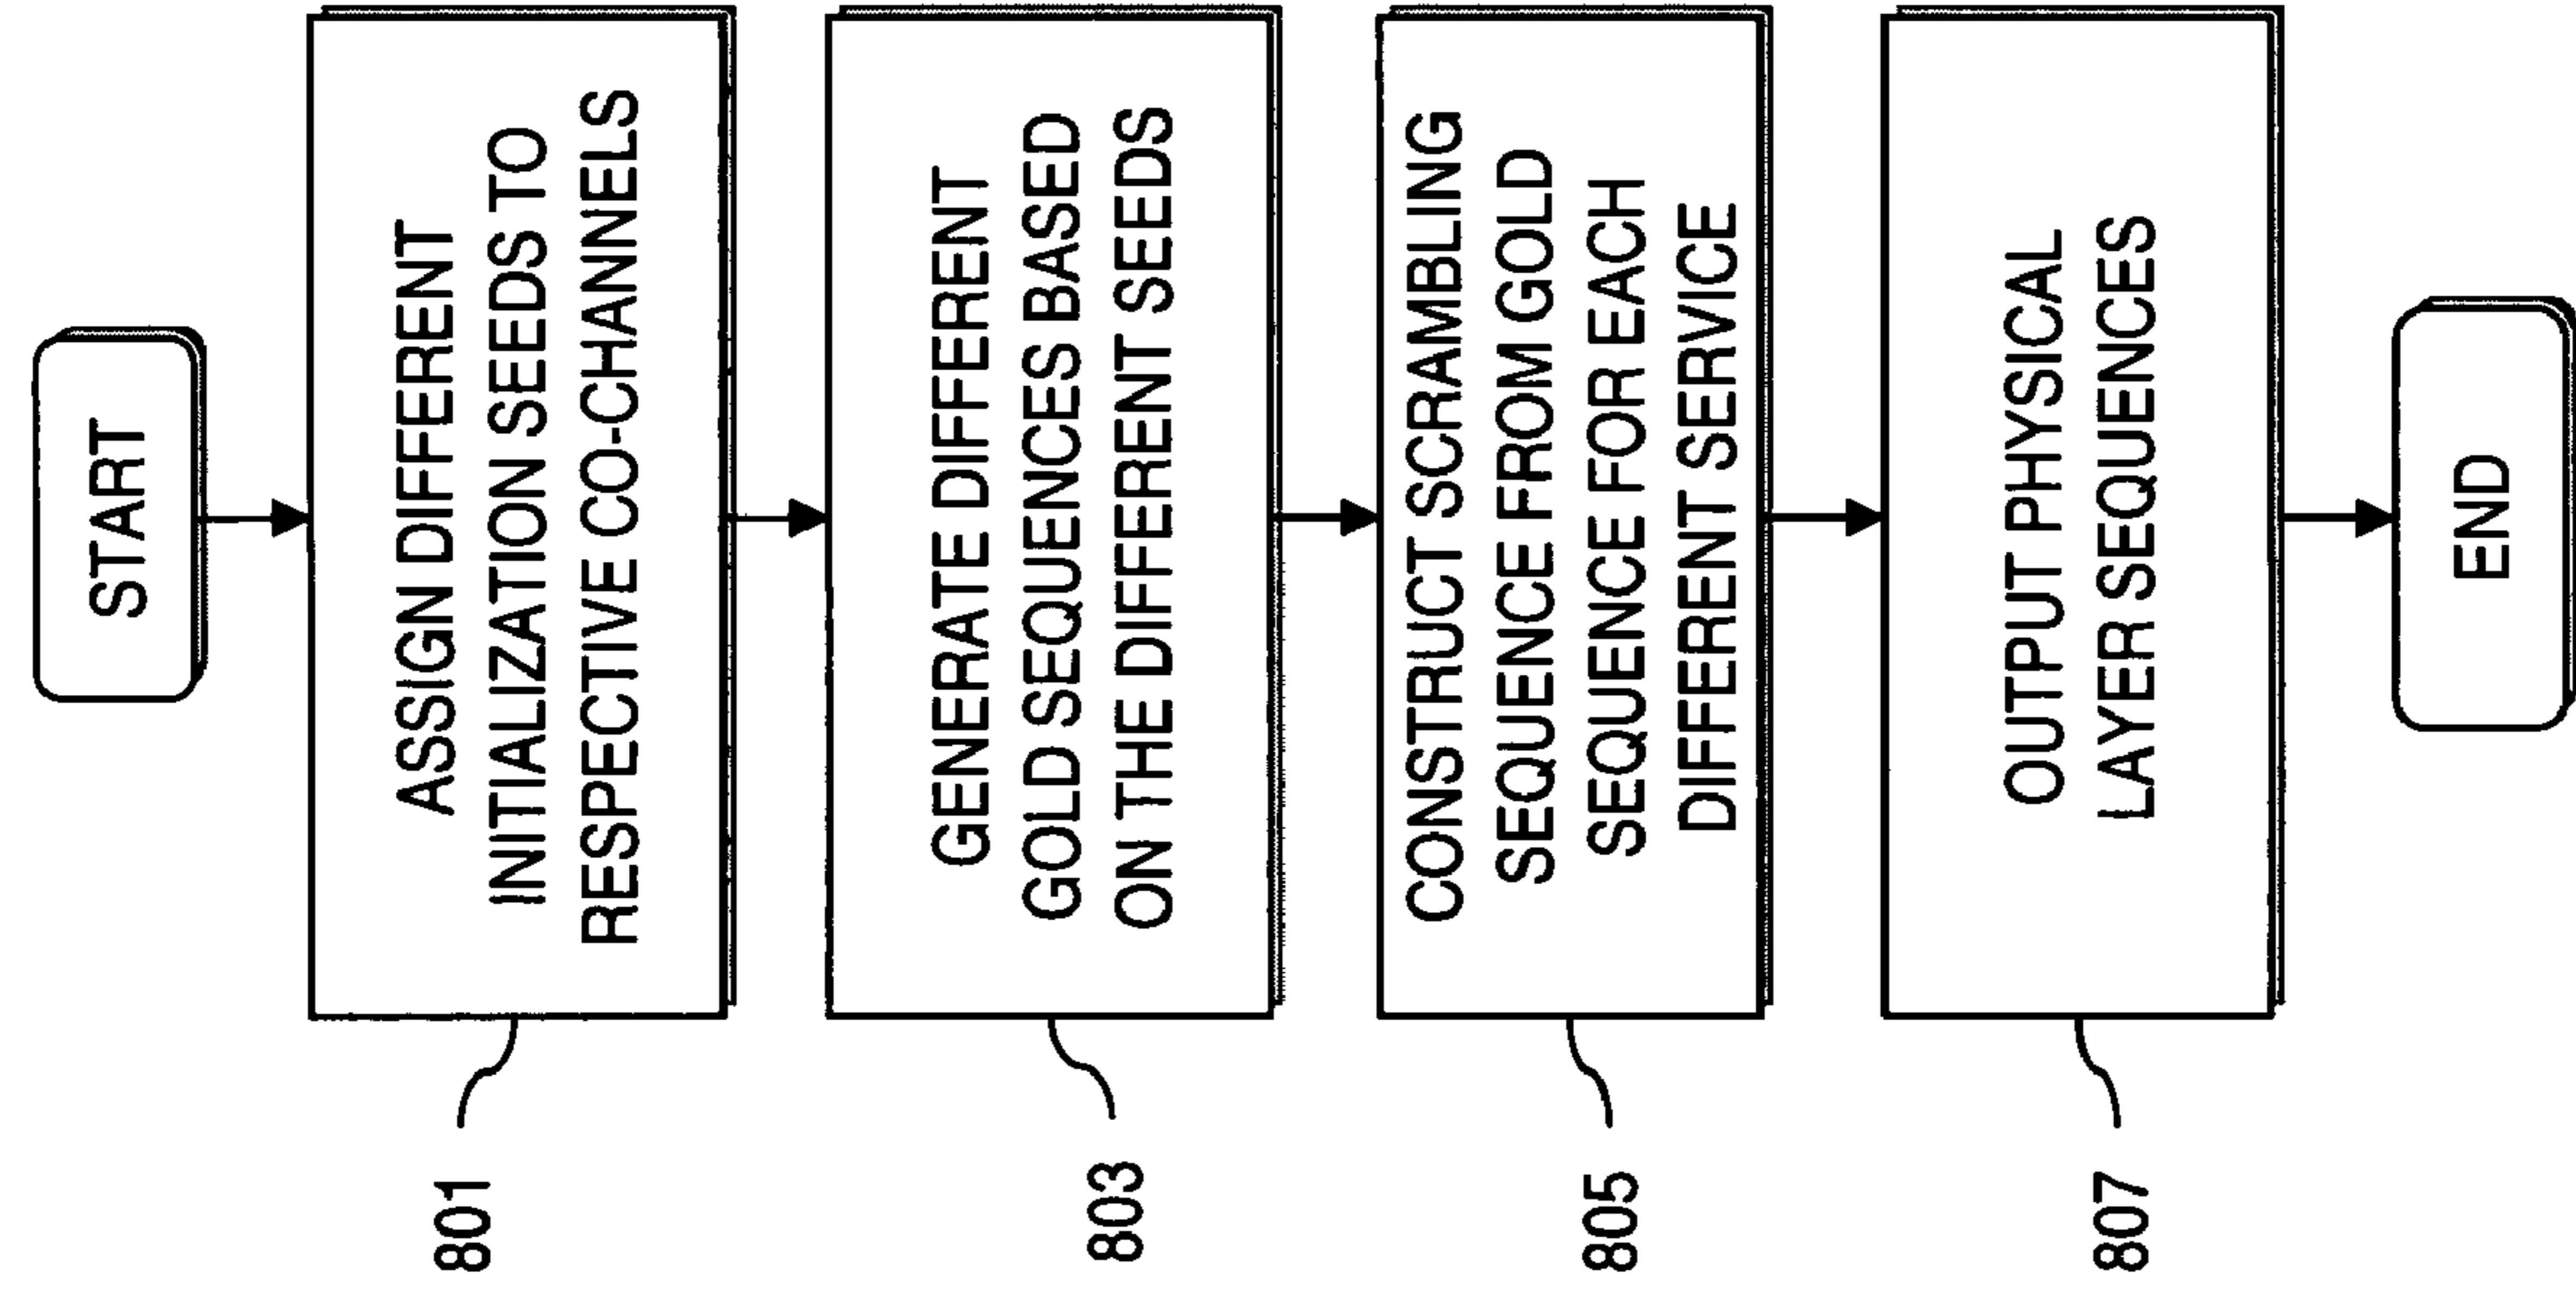 START
ASSIGN DIFFERENT
INITIALIZATION SEEDS TO
RESPECTIVE CO-CHANNELS
801
GENERATE DIFFERENT
GOLD SEQUENCES BASED
ON THE DIFFERENT SEEDS
803
CONSTRUCT SCRAMBLING
SEQUENCE FROM GOLD
SEQUENCE FOR EACH
DIFFERENT SERVICE
805
OUTPUT PHYSICAL
LAYER SEQUENCES
807
END